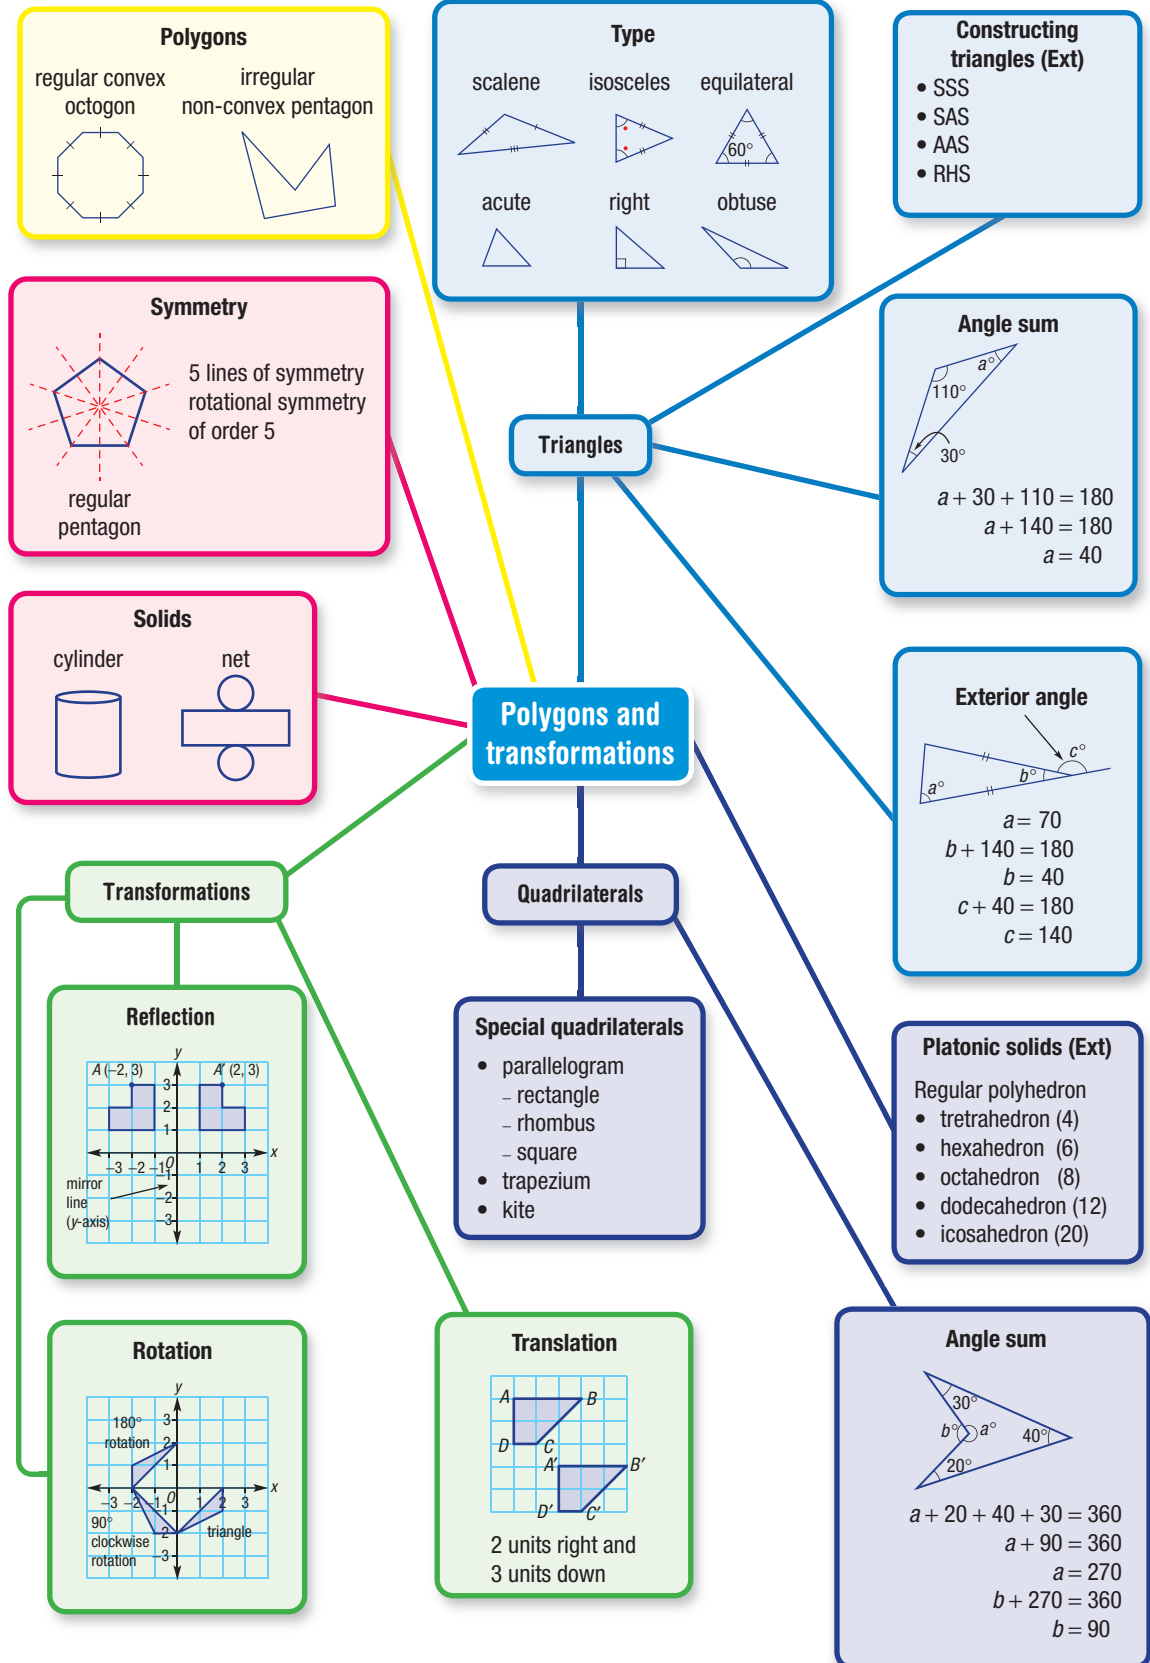 Polygons
regular convex
octogon
irregular
non-convex pentagon
Type
scalene isosceles equilateral
60°
acute right obtuse
Constructing
triangles (Ext)
• SSS
• SAS
• AAS
• RHS
Symmetry
5 lines of symmetry
rotational symmetry
of order 5
regular
pentagon
Triangles
Angle sum
a°
110°
30°
a + 30 + 110 = 180
a + 140 = 180
a = 40
Solids
cylinder net
Polygons and
transformations
Exterior angle
c°
b°
a°
a = 70
b + 140 = 180
b = 40
c + 40 = 180
c = 140
Transformations
Quadrilaterals
Reflection
y
A (−2, 3) A′ (2, 3)
3
2
1
−3 −2 −1 O 1 2 3 x
−1
−2
−3
mirror
line
(y-axis)
Special quadrilaterals
• parallelogram
– rectangle
– rhombus
– square
• trapezium
• kite
Platonic solids (Ext)
Regular polyhedron
• tretrahedron (4)
• hexahedron (6)
• octahedron (8)
• dodecahedron (12)
• icosahedron (20)
Rotation
y
180°
rotation
3
2
1
−3 −2 −1 O 1 2 3 x
−1
−2
−3
90°
clockwise
rotation
triangle
Translation
A B
D C
A′ B′
D′ C′
2 units right and
3 units down
Angle sum
30°
b° a° 40°
20°
a + 20 + 40 + 30 = 360
a + 90 = 360
a = 270
b + 270 = 360
b = 90